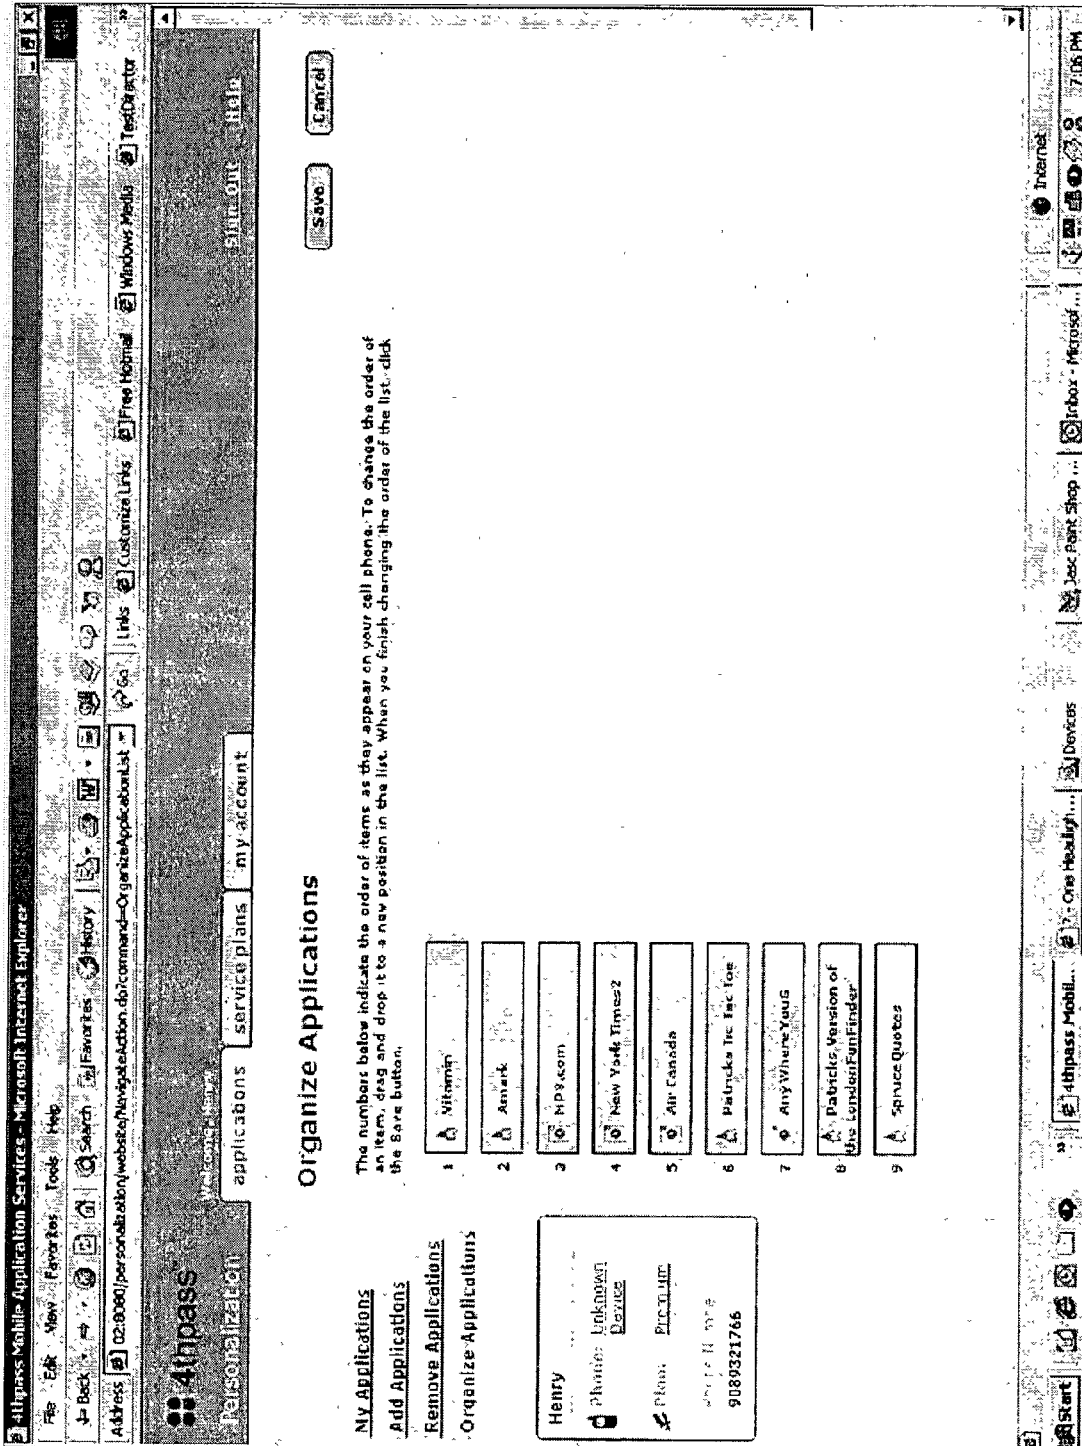 4thpass Mobile Application Services - Microsoft Internet Explorer
File Edit View Favorites Tools Help
Back Search Favorites History
Address 02:8080/personalization/website/NavigateAction.do?command=OrganizeApplicationList Go Links Customize Links Free Hotmail Windows Media TestDirector
4thpass™
Welcome Henry
Personalization applications service plans my account Sign Out Help
My Applications
Add Applications
Remove Applications
Organize Applications
Henry
Phone: Unknown
Device
Plan: Premium
9089321766
Organize Applications
Save Cancel
The numbers below indicate the order of items as they appear on your cell phone. To change the order of
an item, drag and drop it to a new position in the list. When you finish changing the order of the list, click
the Save button.
1 Vitamin
2 Amark
3 MP9.com
4 New York Times2
5 Air Canada
6 Patricks Tic Tac Toe
7 AnyWhereYouG
8 Patricks Version of
the LondonFunFinder
9 SpruceQuotes
Internet
Start 4thpass Mobil... ? - One Headligh... Devices Jasc Paint Shop ... Inbox - Microsof... 7:06 PM